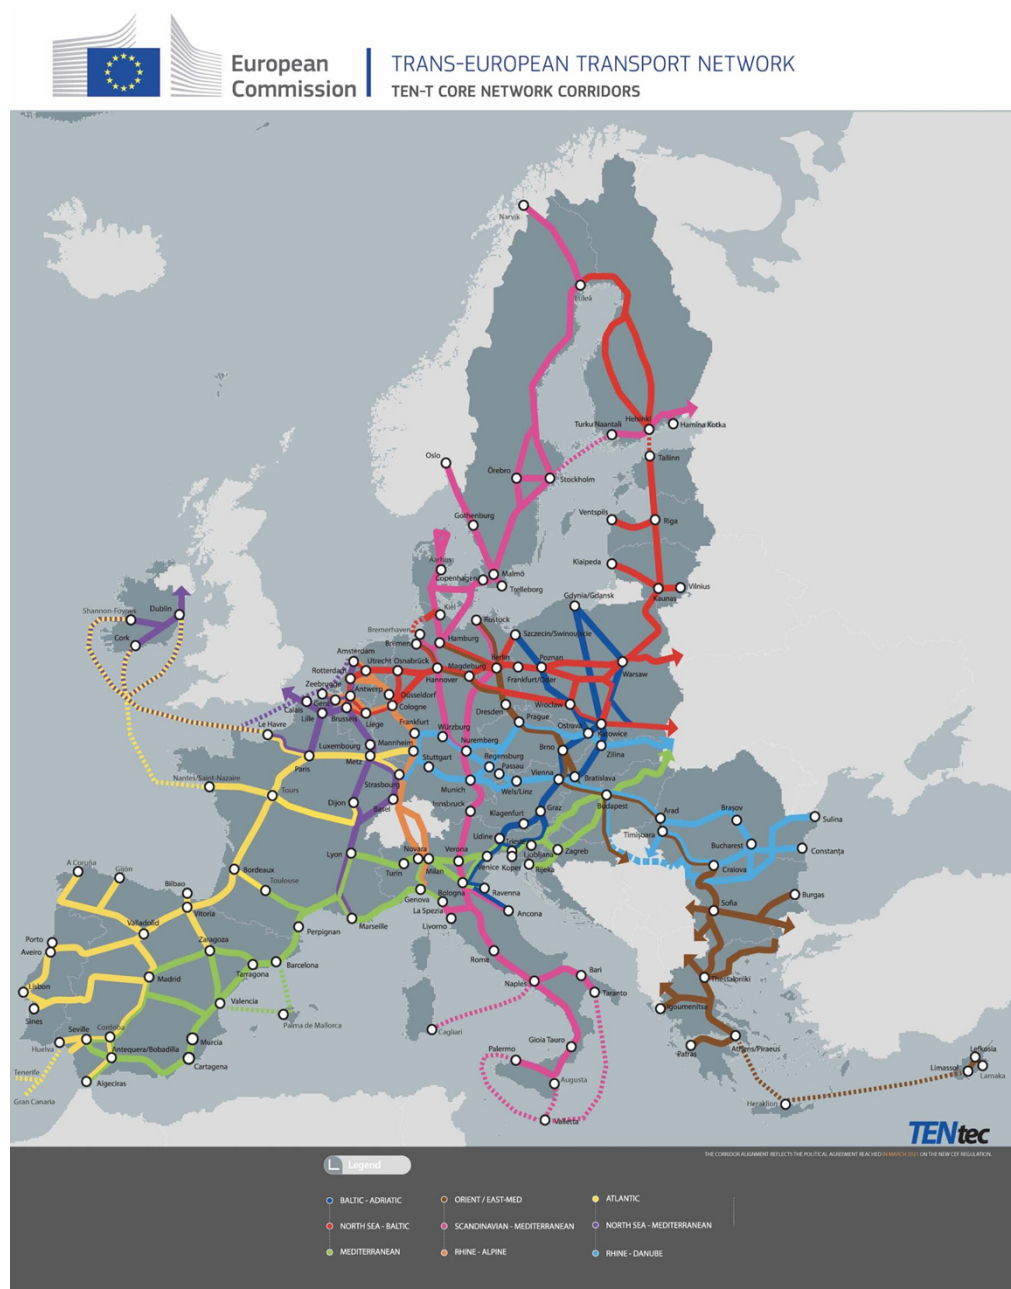 European
Commission
TRANS-EUROPEAN TRANSPORT NETWORK
TEN-T CORE NETWORK CORRIDORS
Narvik
Luleå
Helsinki
Turku Naantali
Hamina Kotka
Tallinn
Oslo
Örebro
Stockholm
Gothenburg
Ventspils
Riga
Aarhus
Klaipeda
Copenhagen
Malmö
Trelleborg
Kaunas
Vilnius
Gdynia/Gdansk
Shannon-Foynes
Dublin
Cork
Kiel
Rostock
Bremerhaven
Bremen
Hamburg
Szczecin/Swinoujscie
Amsterdam
Utrecht
Osnabrück
Rotterdam
Hannover
Magdeburg
Berlin
Frankfurt/Oder
Poznan
Warsaw
Zeebrugge
Antwerp
Düsseldorf
Cologne
Calais
Gent
Lille
Brussels
Liège
Dresden
Wrocław
Le Havre
Frankfurt
Würzburg
Prague
Ostrava
Katowice
Luxembourg
Mannheim
Nuremberg
Brno
Zilina
Paris
Metz
Stuttgart
Regensburg
Passau
Nantes/Saint-Nazaire
Strasbourg
Munich
Wels/Linz
Vienna
Bratislava
Tours
Dijon
Basel
Innsbruck
Klagenfurt
Graz
Budapest
Arad
Braşov
Sulina
Timişoara
Udine
Trieste
Ljubljana
Zagreb
Bucharest
Constanţa
Lyon
Novara
Verona
Venice
Koper
Rijeka
Craiova
Turin
Milan
A Coruña
Gijón
Bordeaux
Toulouse
Bilbao
Vitoria
Genova
Bologna
Ravenna
La Spezia
Livorno
Ancona
Sofia
Burgas
Valladolid
Perpignan
Marseille
Porto
Aveiro
Zaragoza
Tarragona
Barcelona
Rome
Madrid
Naples
Bari
Taranto
Thessaloniki
Lisbon
Sines
Valencia
Palma de Mallorca
Igoumenitsa
Cagliari
Seville
Cordoba
Huelva
Antequera/Bobadilla
Murcia
Cartagena
Palermo
Gioia Tauro
Patras
Athens/Piraeus
Lefkosia
Limassol
Larnaka
Tenerife
Algeciras
Augusta
Gran Canaria
Heraklion
Valletta
TENtec
THE CORRIDOR ALIGNMENT REFLECTS THE POLITICAL AGREEMENT REACHED IN MARCH 2021 ON THE NEW CEF REGULATION.
Legend
BALTIC - ADRIATIC
ORIENT / EAST-MED
ATLANTIC
NORTH SEA - BALTIC
SCANDINAVIAN - MEDITERRANEAN
NORTH SEA - MEDITERRANEAN
MEDITERRANEAN
RHINE - ALPINE
RHINE - DANUBE